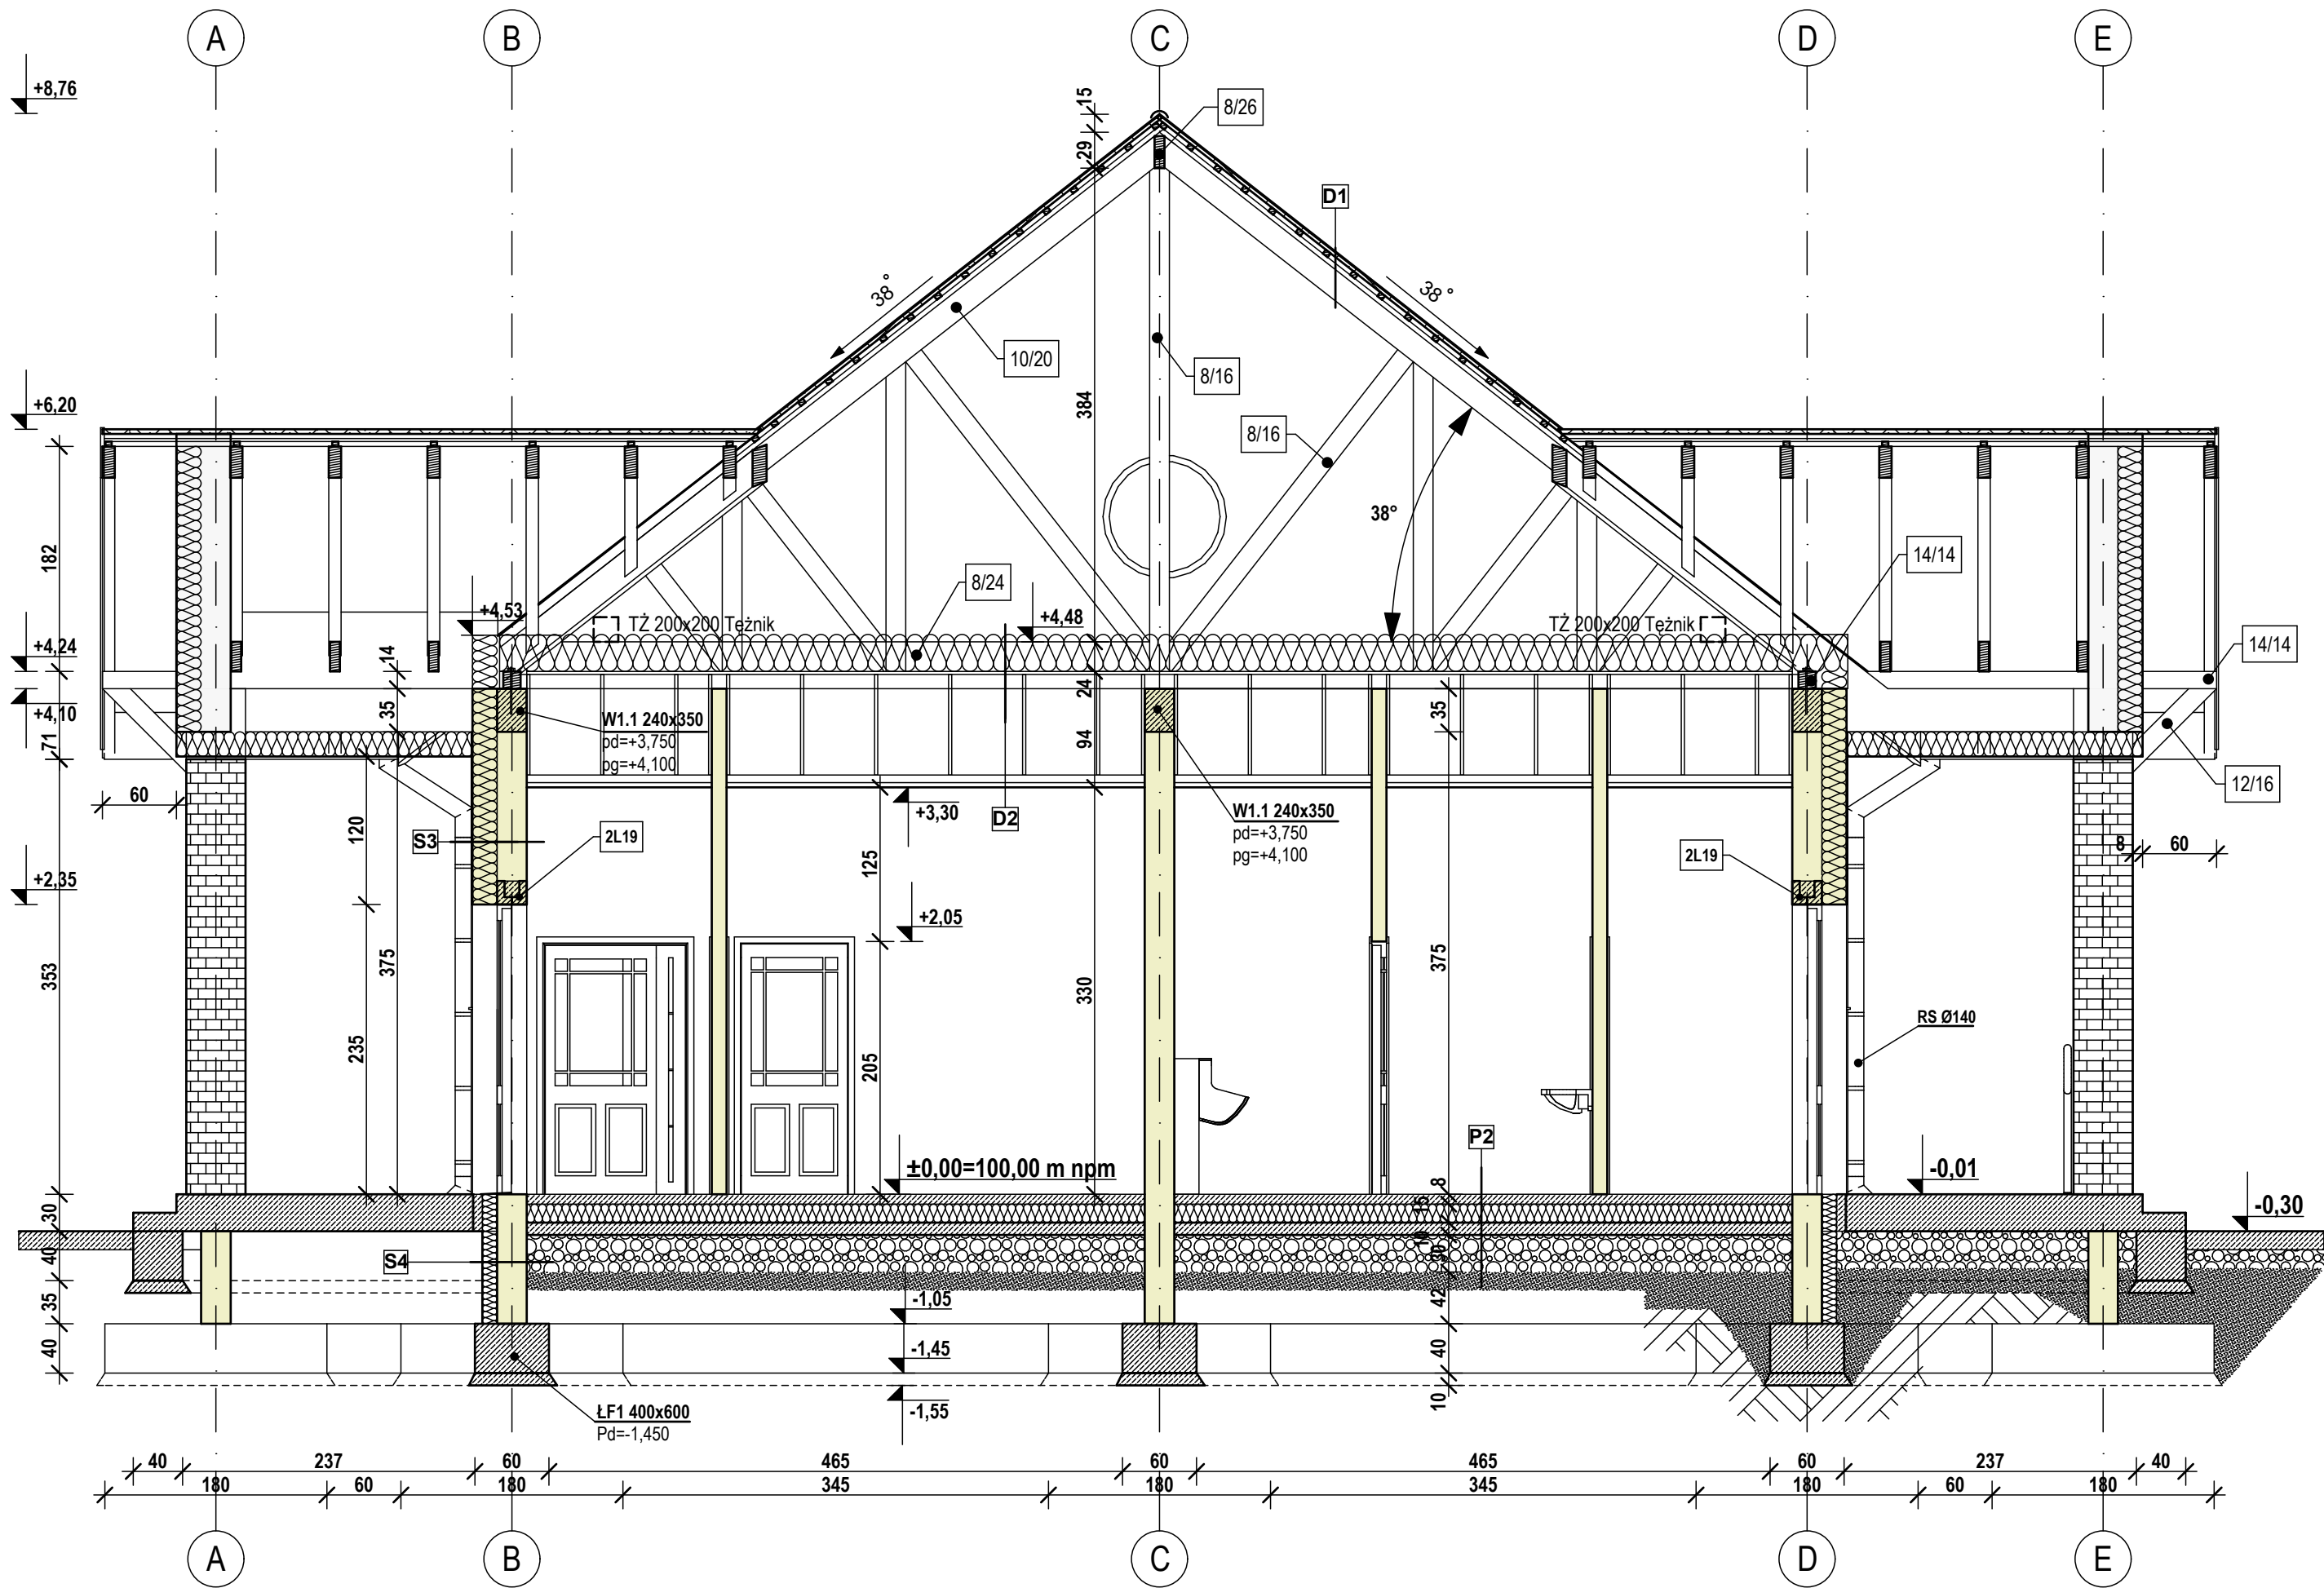 A
B
C
D
E
+8,76
15
8/26
29
D1
38°
38°
10/20
8/16
384
+6,20
8/16
38°
182
14/14
8/24
+4,53
TŻ 200x200 Tężnik
+4,48
TŻ 200x200 Tężnik
+4,24
14
14/14
24
+4,10
35
W1.1 240x350
pd=+3,750
pg=+4,100
35
71
94
60
12/16
+3,30
D2
W1.1 240x350
pd=+3,750
pg=+4,100
120
S3
2L19
2L19
8
60
125
+2,35
+2,05
353
375
375
330
235
205
RS Ø140
P2
±0,00=100,00 m npm
-0,01
8
15
30
-0,30
10
30
40
S4
35
-1,05
42
40
-1,45
40
-1,55
10
ŁF1 400x600
Pd=-1,450
40
237
60
465
60
465
60
237
40
180
60
180
345
180
345
180
60
180
A
B
C
D
E